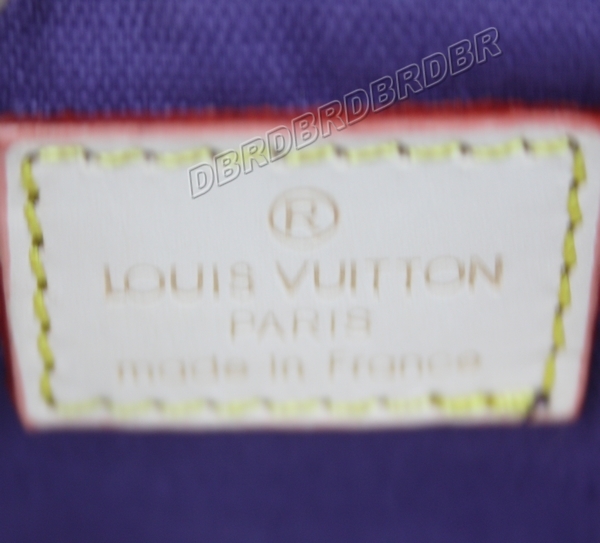 DBRDBRDBRDBR
®
LOUIS VUITTON
PARIS
made in France